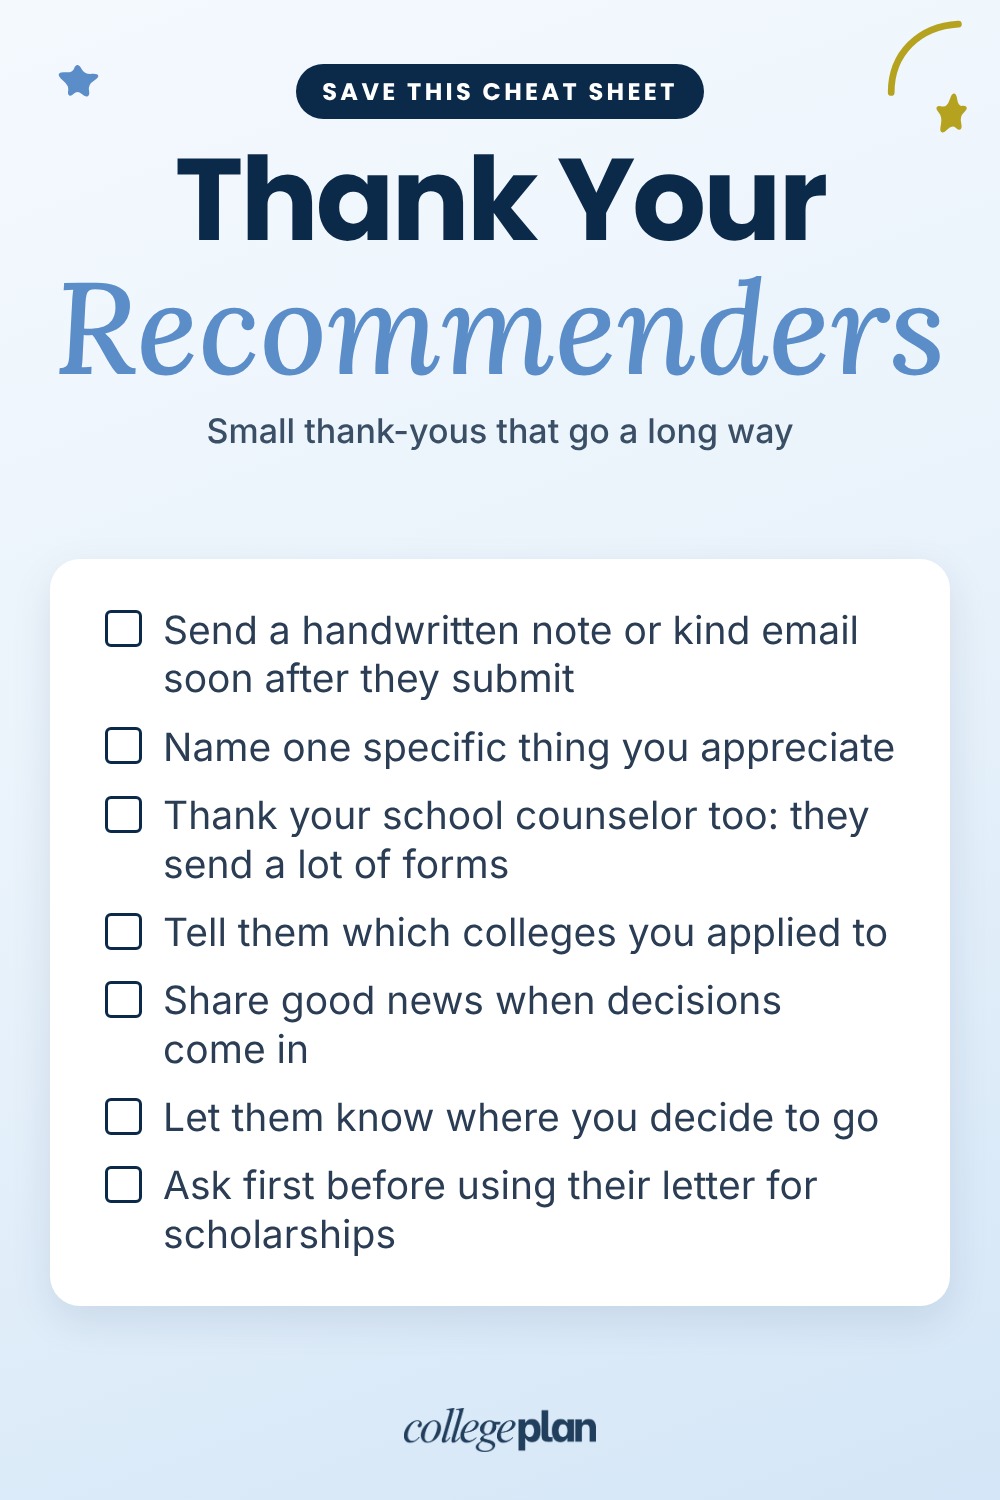 SAVE THIS CHEAT SHEET
Thank Your
Recommenders
Small thank-yous that go a long way
Send a handwritten note or kind email
soon after they submit
Name one specific thing you appreciate
Thank your school counselor too: they
send a lot of forms
Tell them which colleges you applied to
Share good news when decisions
come in
Let them know where you decide to go
Ask first before using their letter for
scholarships
collegeplan